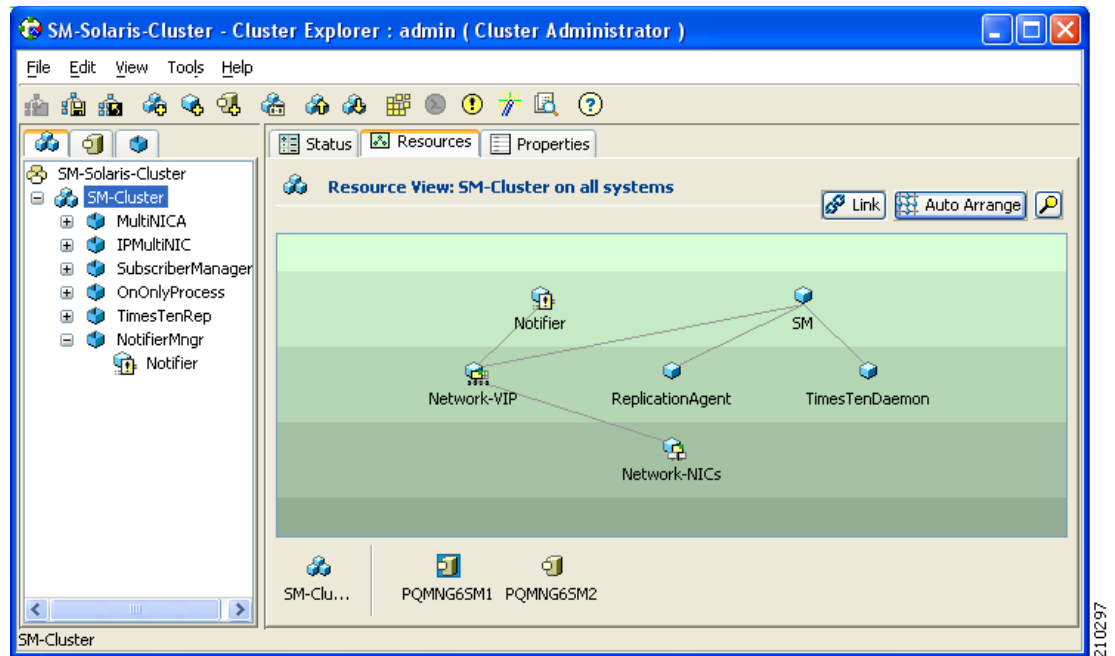 SM-Solaris-Cluster - Cluster Explorer : admin ( Cluster Administrator )
File Edit View Tools Help
Status Resources Properties
SM-Solaris-Cluster
SM-Cluster
MultiNICA
IPMultiNIC
SubscriberManager
OnOnlyProcess
TimesTenRep
NotifierMngr
Notifier
Resource View: SM-Cluster on all systems
Link Auto Arrange
Notifier SM
Network-VIP ReplicationAgent TimesTenDaemon
Network-NICs
SM-Clu... PQMNG6SM1 PQMNG6SM2
SM-Cluster
210297